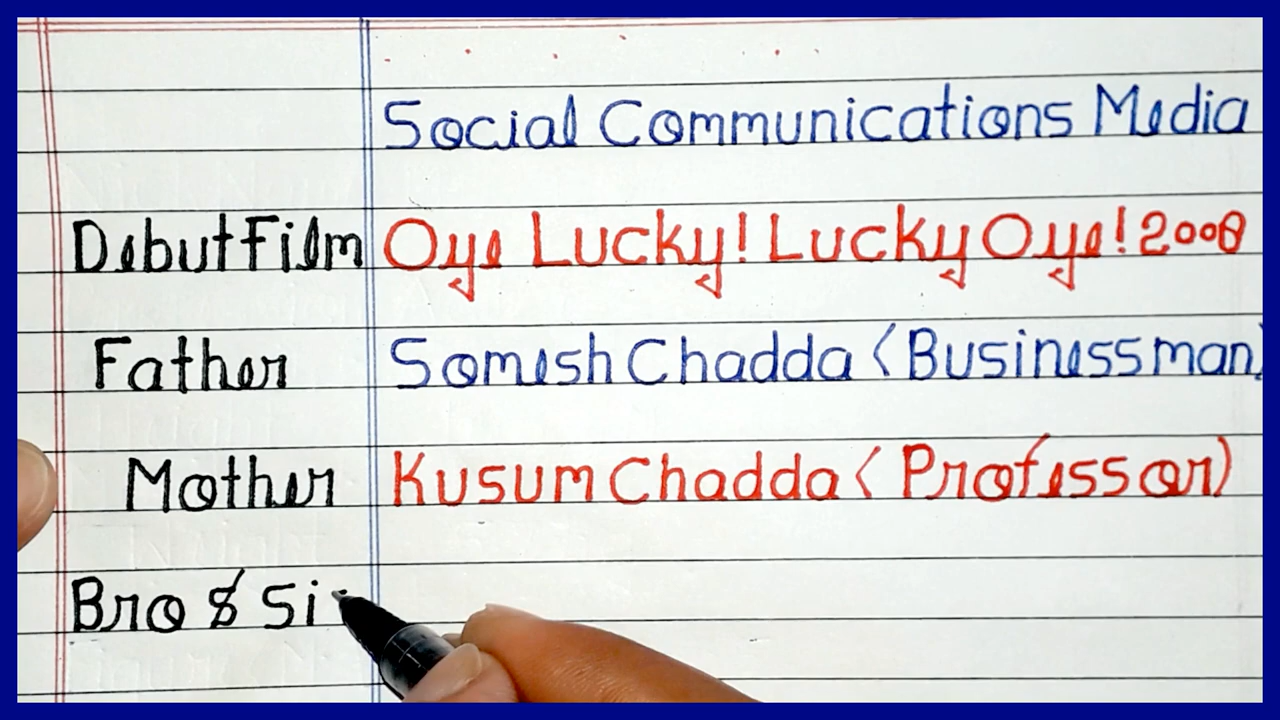 Social Communications Media
Debut Film Oye Lucky! Lucky Oye! 2008
Father Somesh Chadda (Businessman)
Mother Kusum Chadda (Professor)
Bro & Si